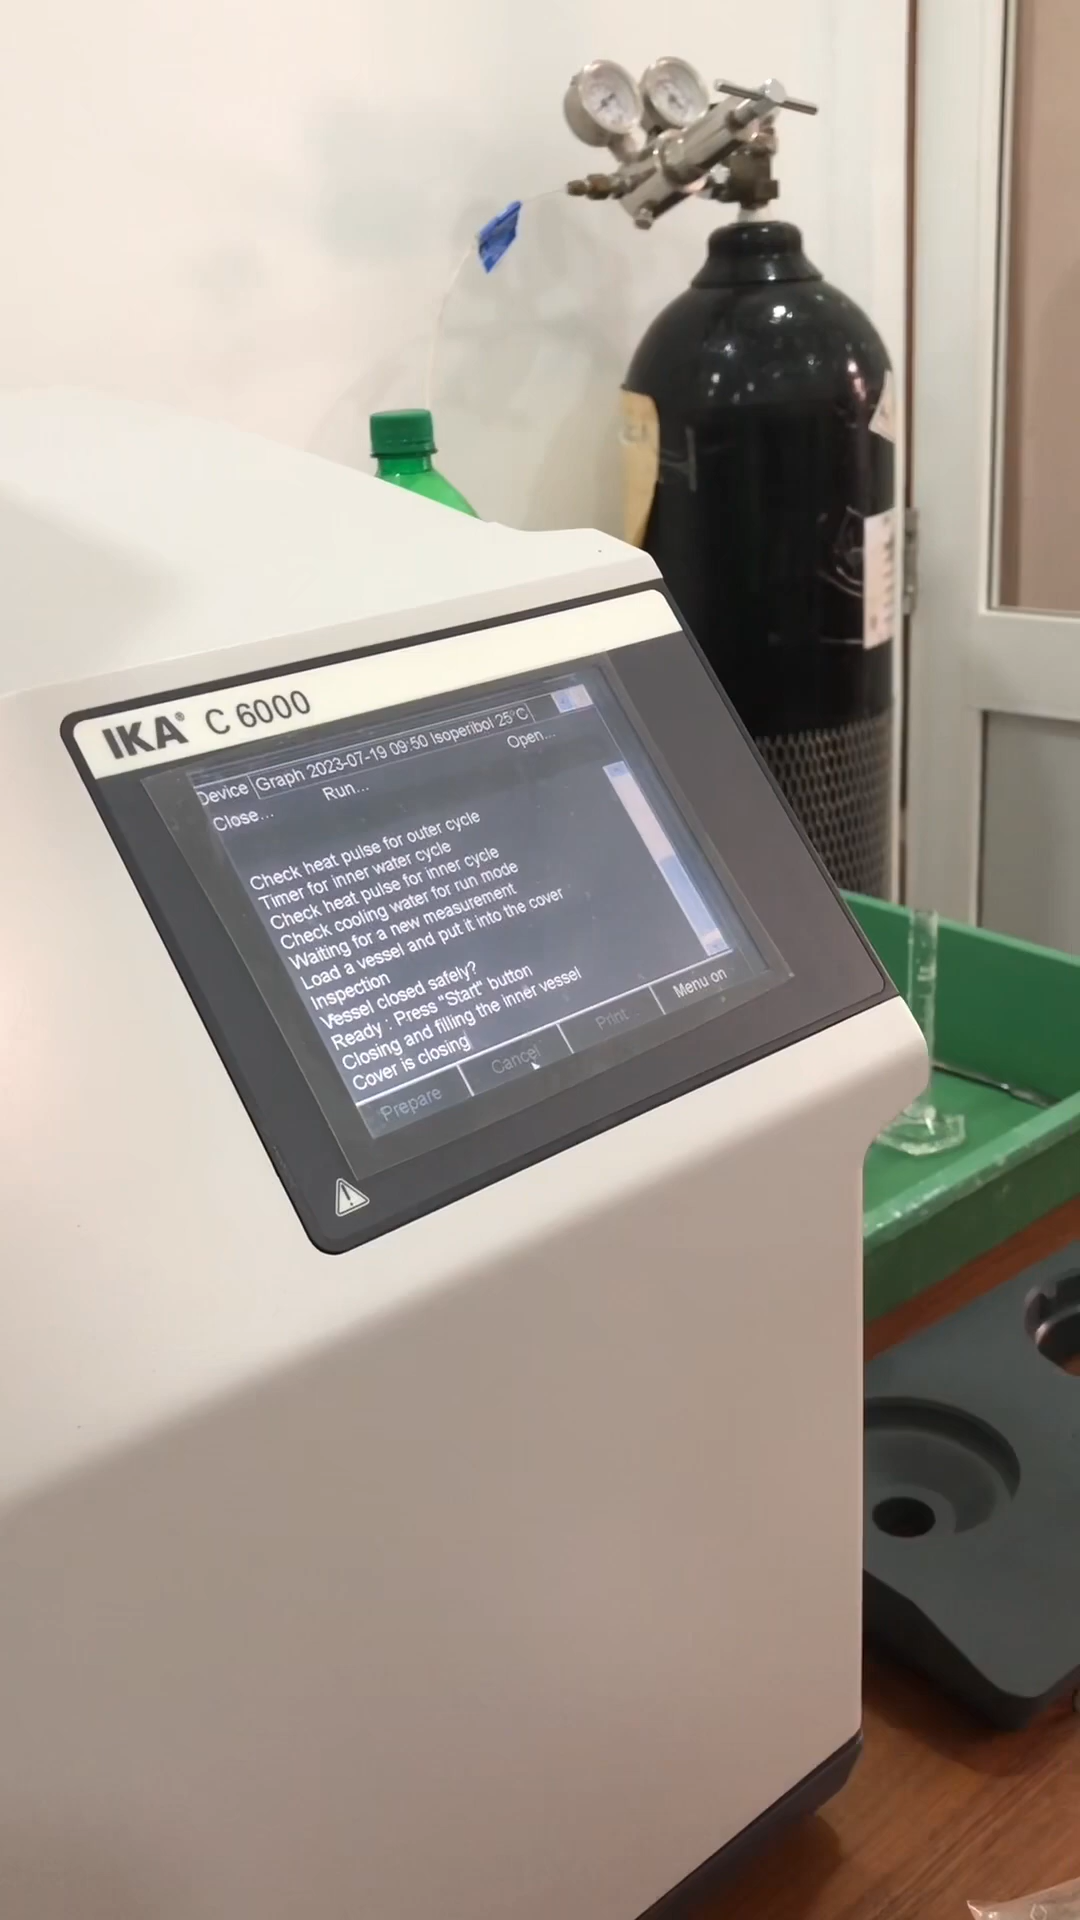 IKA® C 6000
Device Graph 2023-07-19 09:50 Isoperibol 25°C
Close... Run... Open...
Check heat pulse for outer cycle
Timer for inner water cycle
Check heat pulse for inner cycle
Check cooling water for run mode
Waiting for a new measurement
Load a vessel and put it into the cover
Inspection
Vessel closed safely?
Ready : Press "Start" button
Closing and filling the inner vessel
Cover is closing
Prepare Cancel Print Menu on